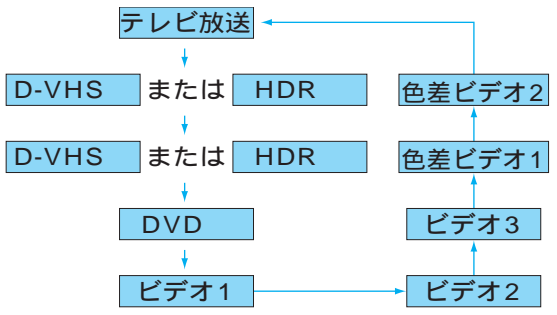 テレビ放送
D-VHS または HDR 色差ビデオ2
D-VHS または HDR 色差ビデオ1
DVD ビデオ3
ビデオ1 ビデオ2